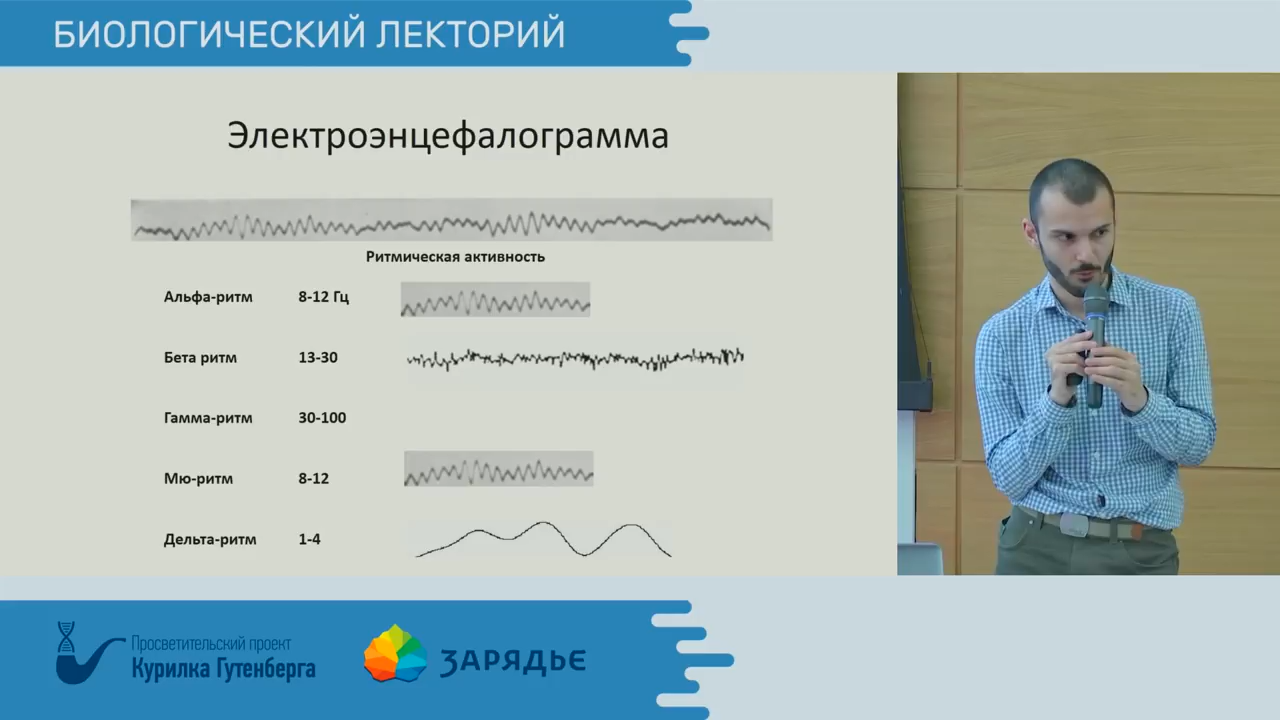 БИОЛОГИЧЕСКИЙ ЛЕКТОРИЙ
Электроэнцефалограмма
Ритмическая активность
Альфа-ритм 8-12 Гц
Бета ритм 13-30
Гамма-ритм 30-100
Мю-ритм 8-12
Дельта-ритм 1-4
Просветительский проект
Курилка Гутенберга
ЗАРЯДЬЕ